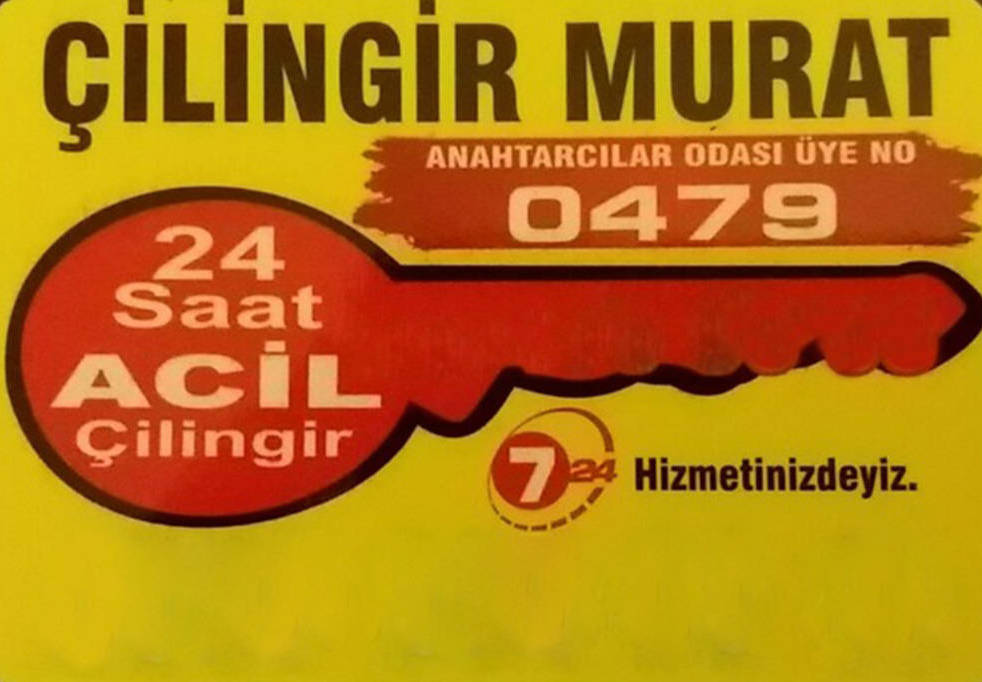 ÇİLİNGİR MURAT
ANAHTARCILAR ODASI ÜYE NO
0479
24
Saat
ACİL
Çilingir
7 24 Hizmetinizdeyiz.